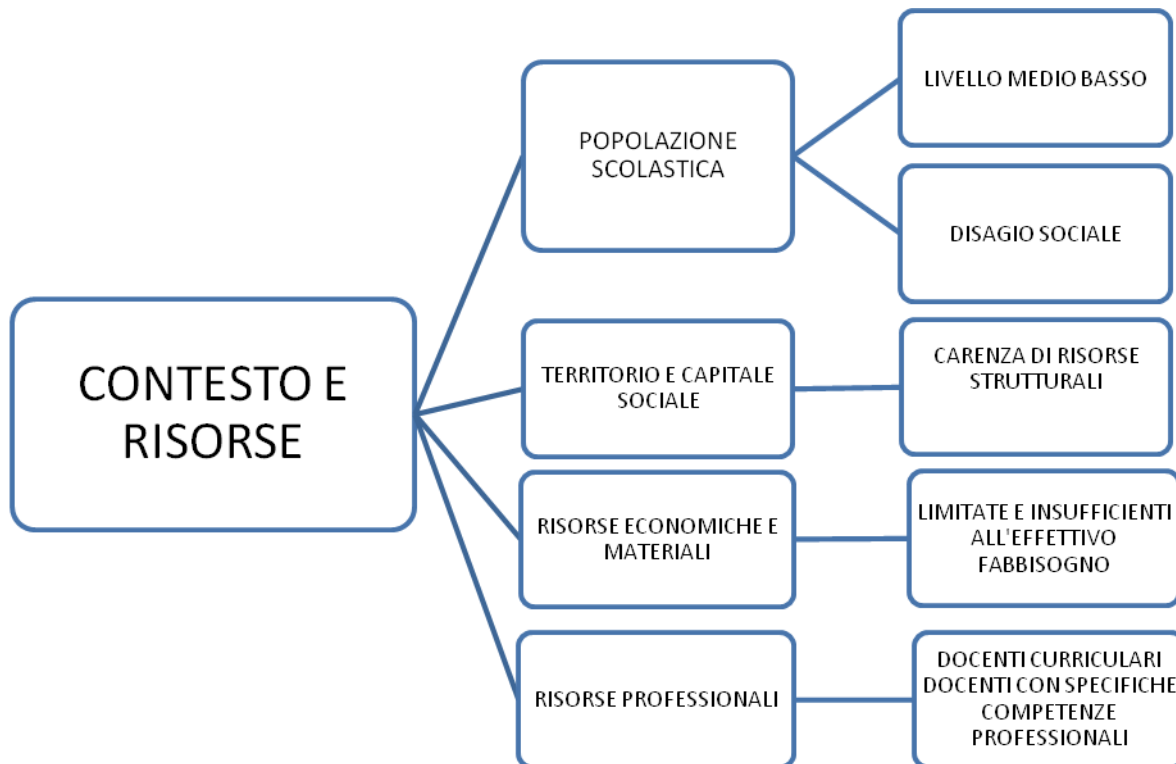 CONTESTO E
RISORSE
POPOLAZIONE
SCOLASTICA
LIVELLO MEDIO BASSO
DISAGIO SOCIALE
TERRITORIO E CAPITALE
SOCIALE
CARENZA DI RISORSE
STRUTTURALI
RISORSE ECONOMICHE E
MATERIALI
LIMITATE E INSUFFICIENTI
ALL'EFFETTIVO
FABBISOGNO
RISORSE PROFESSIONALI
DOCENTI CURRICULARI
DOCENTI CON SPECIFICHE
COMPETENZE
PROFESSIONALI